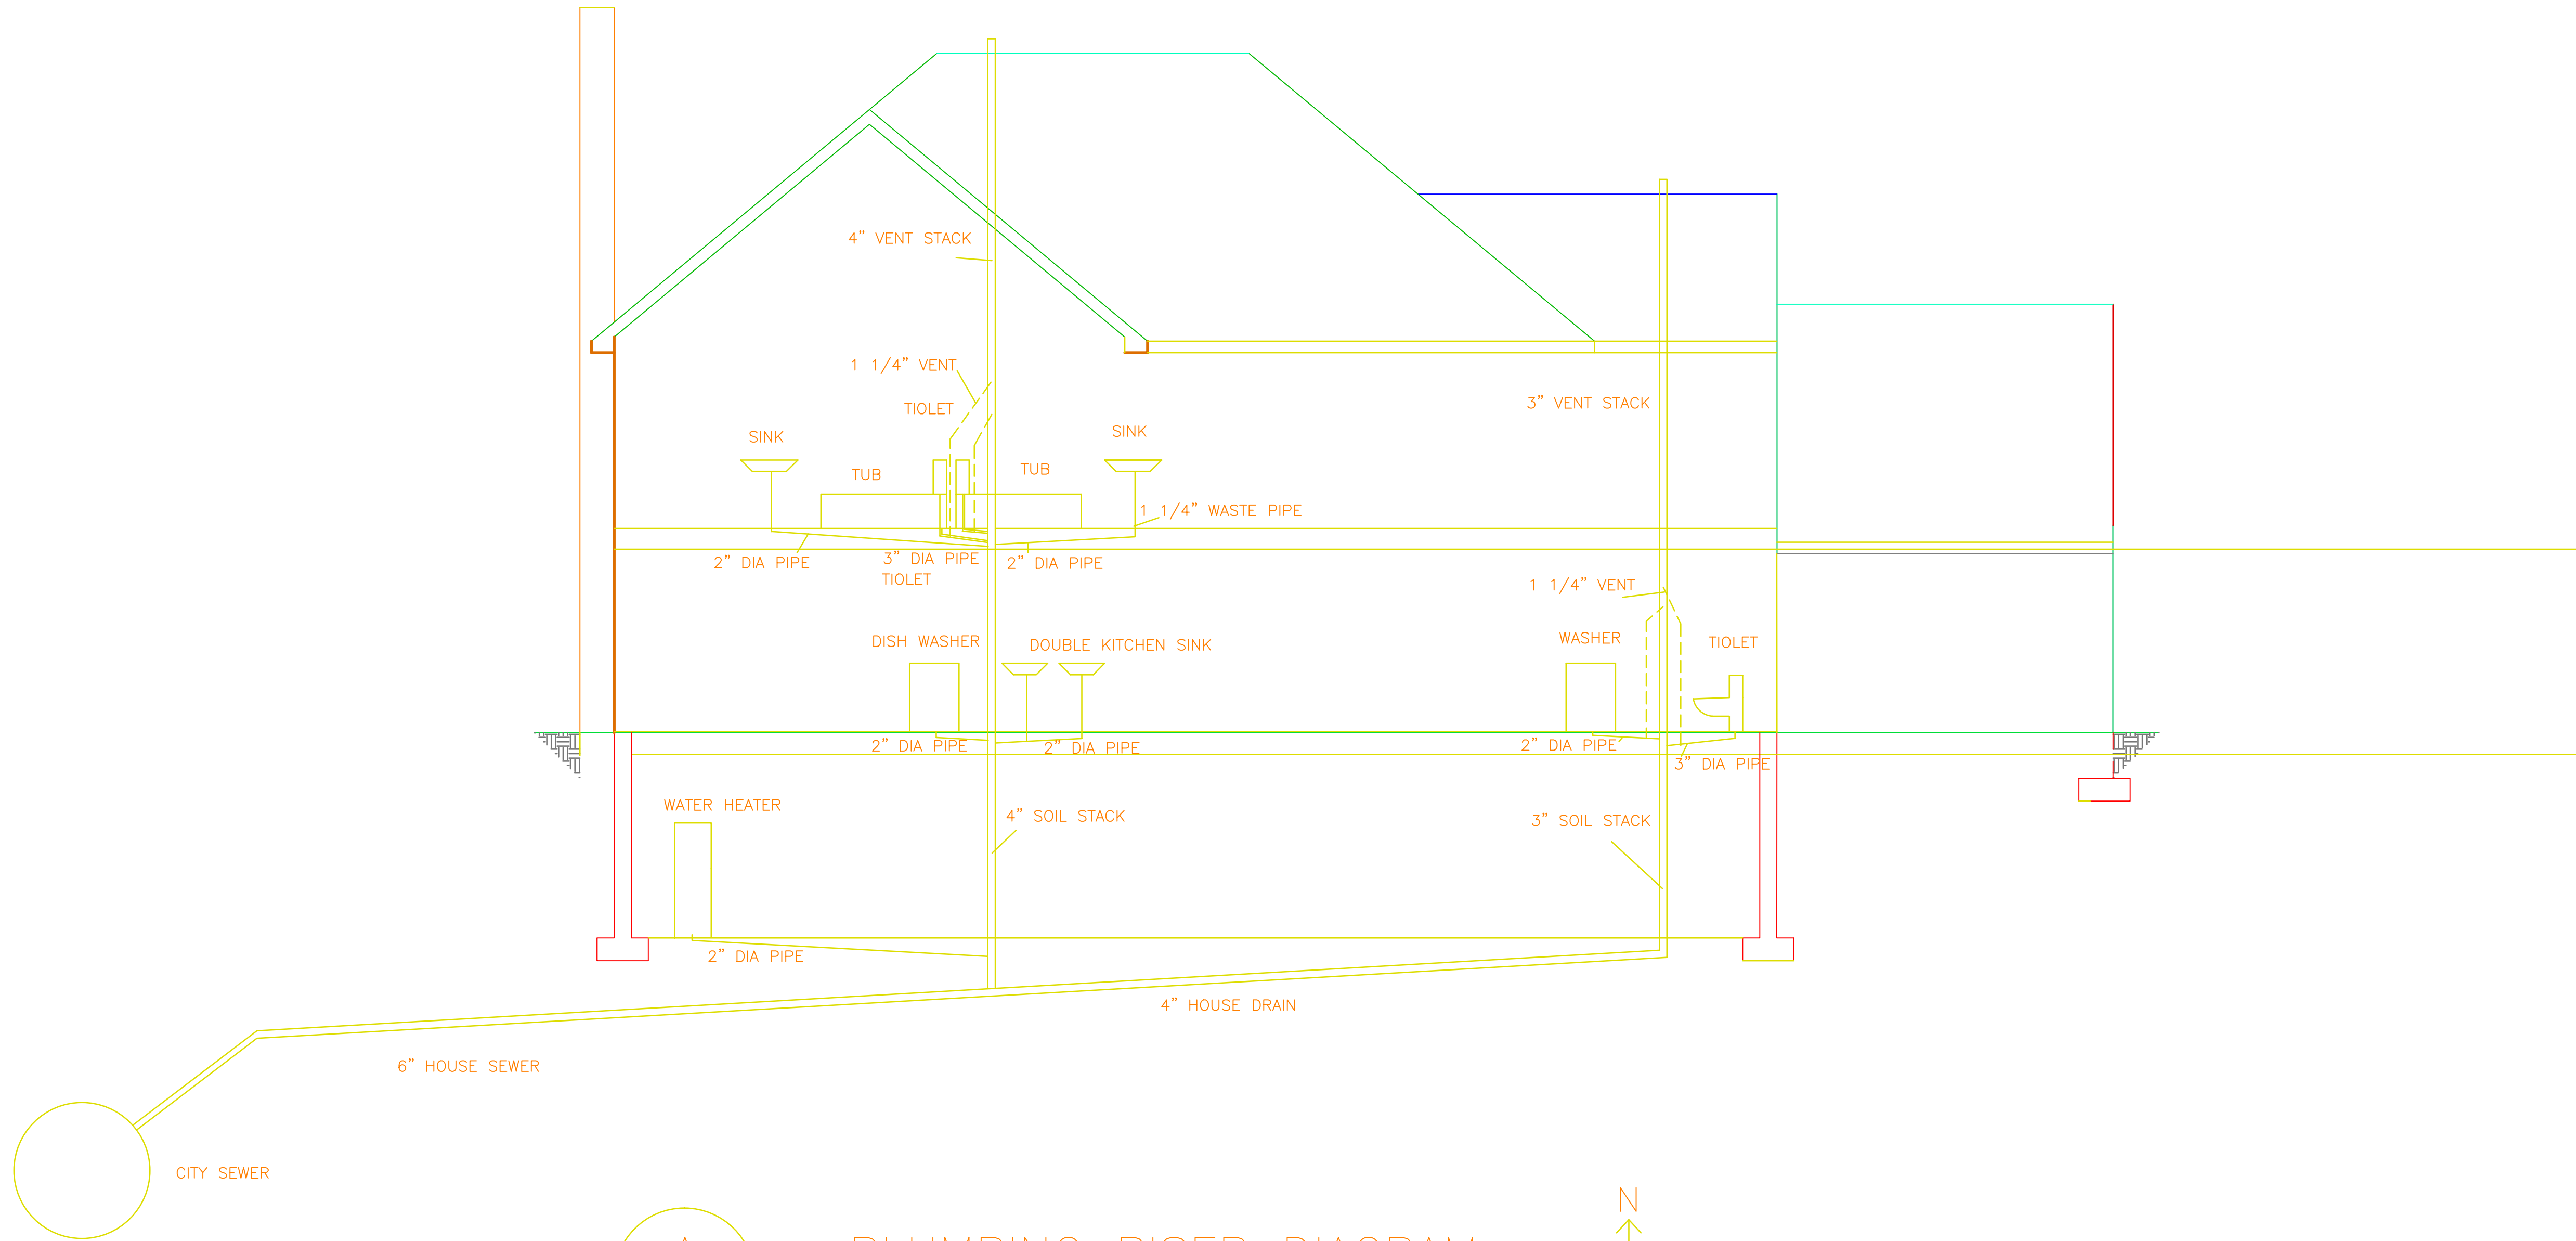 4” VENT STACK
1 1/4” VENT
TIOLET
3” VENT STACK
SINK
SINK
TUB
TUB
1 1/4” WASTE PIPE
2” DIA PIPE
3” DIA PIPE
2” DIA PIPE
TIOLET
1 1/4” VENT
DISH WASHER
DOUBLE KITCHEN SINK
WASHER
TIOLET
2” DIA PIPE
2” DIA PIPE
2” DIA PIPE
3” DIA PIPE
WATER HEATER
4” SOIL STACK
3” SOIL STACK
2” DIA PIPE
4” HOUSE DRAIN
6” HOUSE SEWER
CITY SEWER
N
PLUMBING RISER DIAGRAM